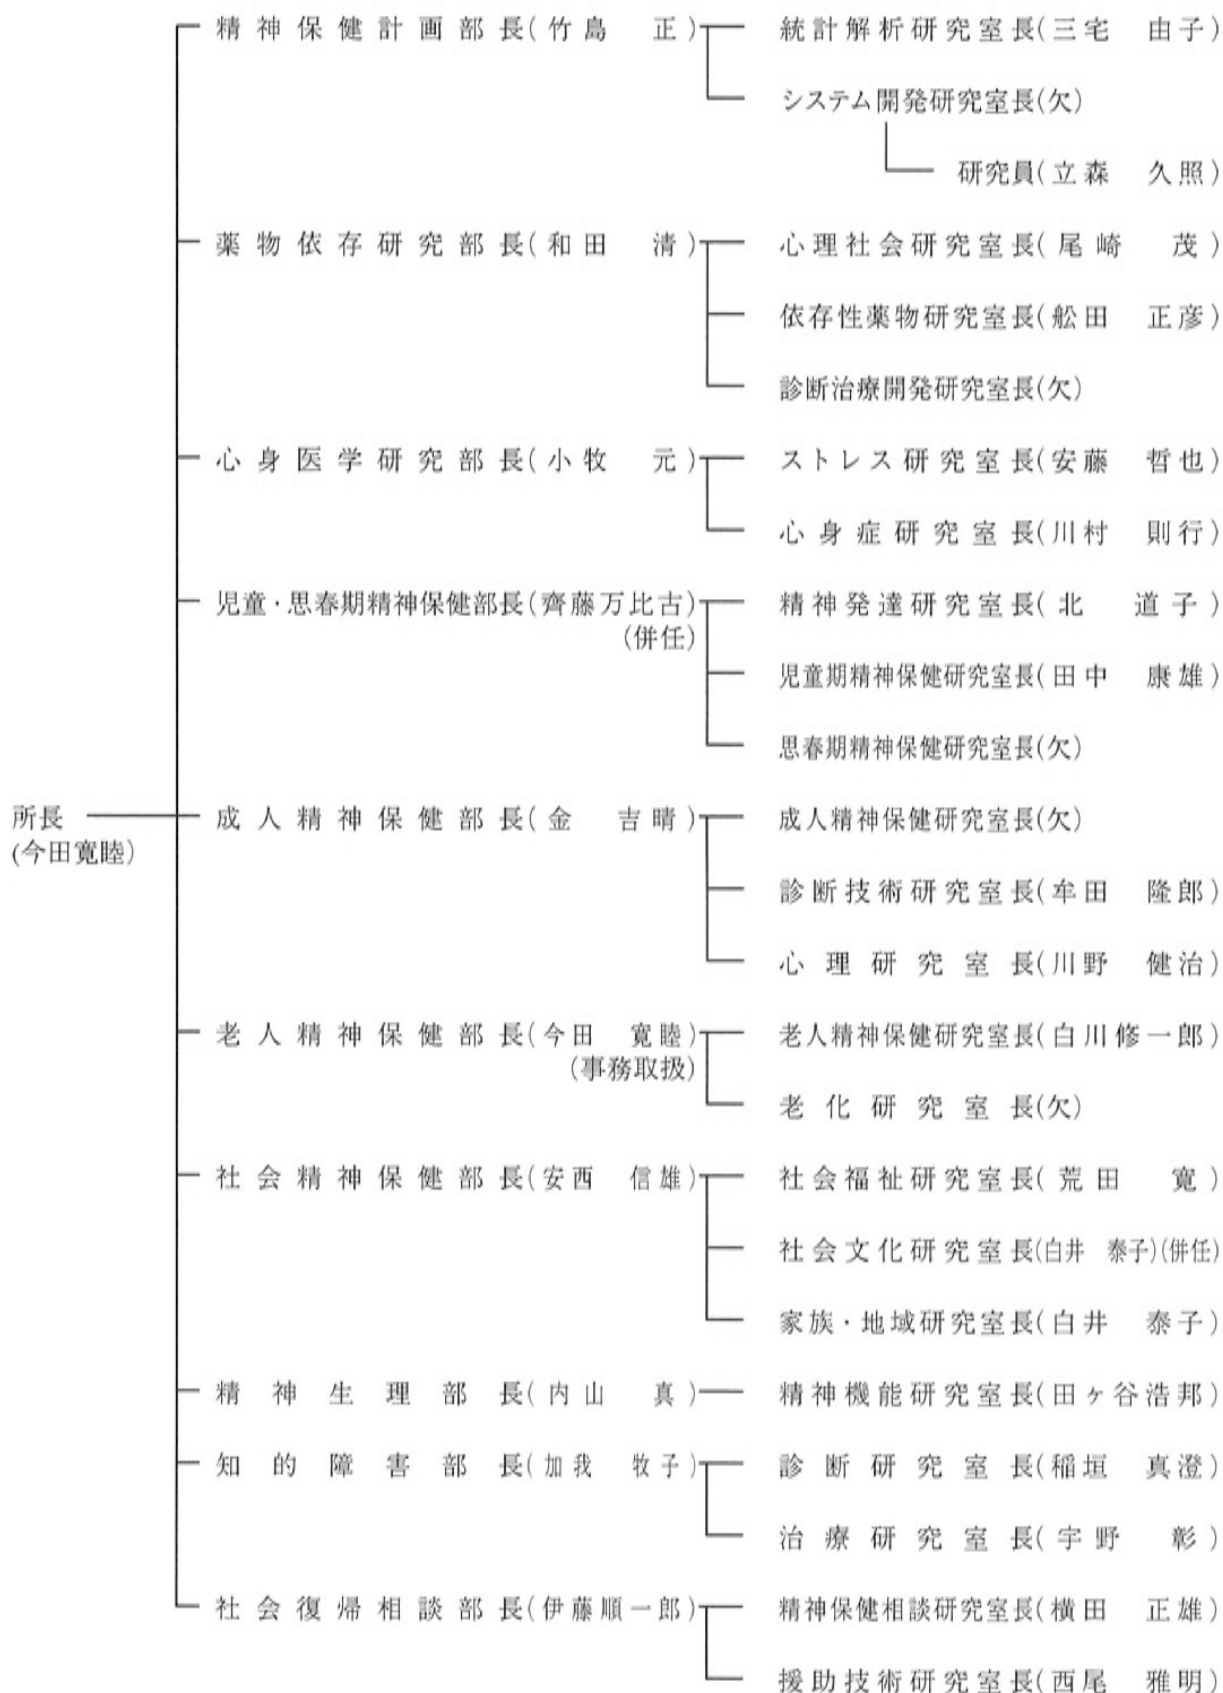 精神保健計画部長(竹島 正) 統計解析研究室長(三宅 由子)
システム開発研究室長(欠)
研究員(立森 久照)
薬物依存研究部長(和田 清) 心理社会研究室長(尾崎 茂)
依存性薬物研究室長(舩田 正彦)
診断治療開発研究室長(欠)
心身医学研究部長(小牧 元) ストレス研究室長(安藤 哲也)
心身症研究室長(川村 則行)
児童・思春期精神保健部長(齊藤万比古) 精神発達研究室長(北 道子)
(併任)
児童期精神保健研究室長(田中 康雄)
思春期精神保健研究室長(欠)
所長 成人精神保健部長(金 吉晴) 成人精神保健研究室長(欠)
(今田寛睦)
診断技術研究室長(牟田 隆郎)
心理研究室長(川野 健治)
老人精神保健部長(今田 寛睦) 老人精神保健研究室長(白川修一郎)
(事務取扱)
老化研究室長(欠)
社会精神保健部長(安西 信雄) 社会福祉研究室長(荒田 寛)
社会文化研究室長(白井 泰子)(併任)
家族・地域研究室長(白井 泰子)
精神生理部長(内山 真) 精神機能研究室長(田ヶ谷浩邦)
知的障害部長(加我 牧子) 診断研究室長(稲垣 真澄)
治療研究室長(宇野 彰)
社会復帰相談部長(伊藤順一郎) 精神保健相談研究室長(横田 正雄)
援助技術研究室長(西尾 雅明)